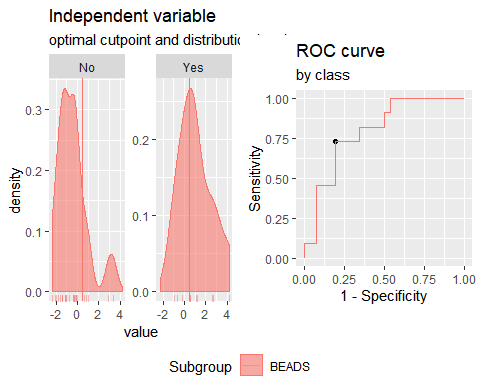 Independent variable
optimal cutpoint and distributic
No
Yes
density
0.3
0.2
0.1
0.0
0.2
0.1
0.0
-2 0 2 4
-2 0 2 4
value
ROC curve
by class
Sensitivity
1.00
0.75
0.50
0.25
0.00
0.00 0.25 0.50 0.75 1.00
1 - Specificity
Subgroup BEADS